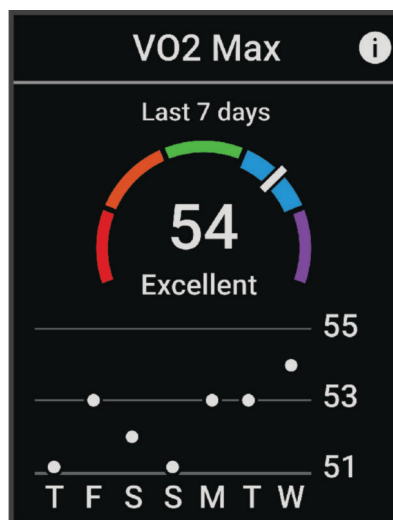 VO2 Max i
Last 7 days
54
Excellent
55
53
51
T F S S M T W